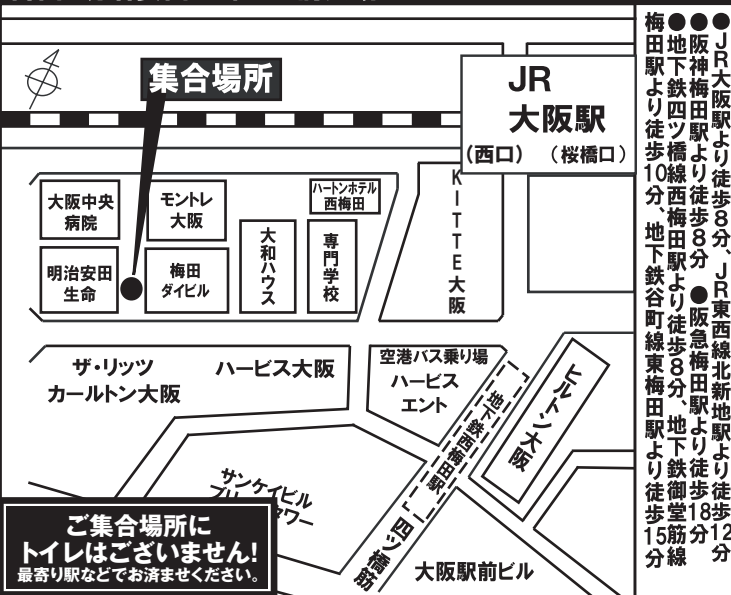 集合場所
JR
大阪駅
(西口)
(桜橋口)
大阪中央
病院
モントレ
大阪
ハートンホテル
西梅田
KITTE大阪
明治安田
生命
梅田
ダイビル
大和ハウス
専門学校
ザ・リッツ
カールトン大阪
ハービス大阪
空港バス乗り場
ハービス
エント
地下鉄西梅田駅
ヒルトン大阪
サンケイビル
四ツ橋筋
大阪駅前ビル
ご集合場所に
トイレはございません!
最寄り駅などでお済ませください。
●JR大阪駅より徒歩8分、JR東西線北新地駅より徒歩12分
●阪神梅田駅より徒歩8分 ●阪急梅田駅より徒歩18分
●地下鉄四ツ橋線西梅田駅より徒歩8分、地下鉄御堂筋線
梅田駅より徒歩10分、地下鉄谷町線東梅田駅より徒歩15分